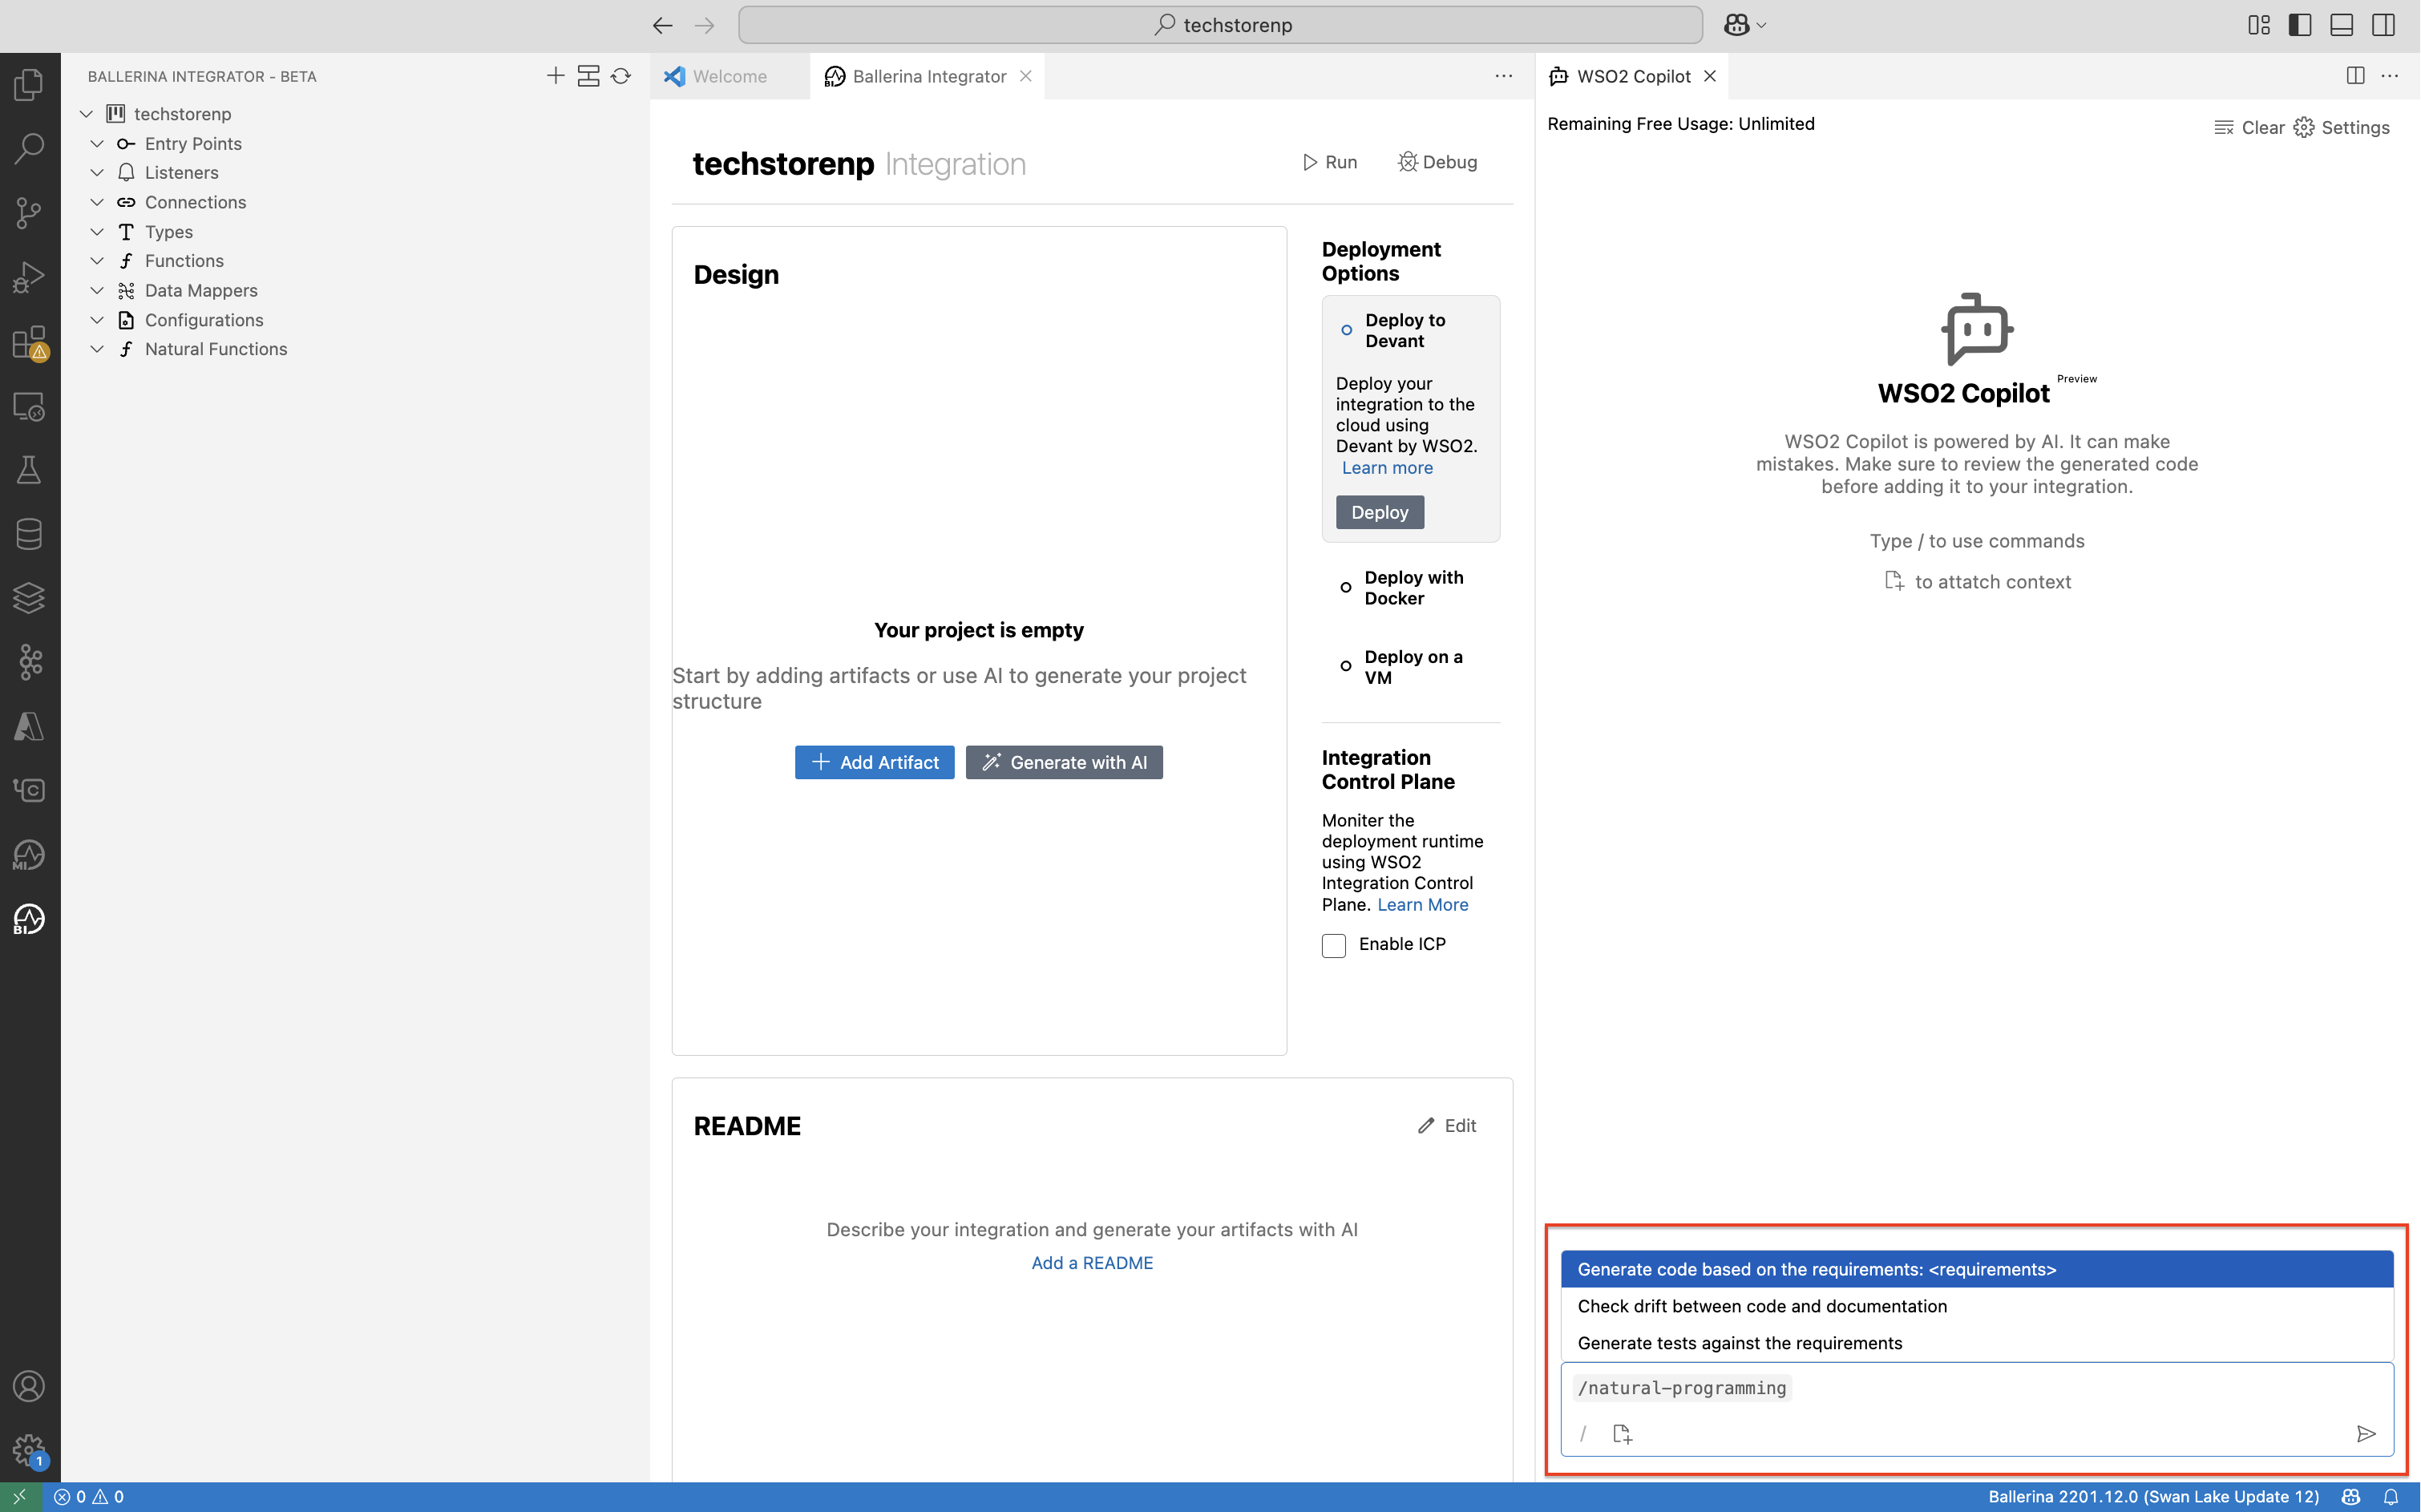 techstorenp
BALLERINA INTEGRATOR - BETA
techstorenp
Entry Points
Listeners
Connections
Types
Functions
Data Mappers
Configurations
Natural Functions
MI
BI
1
Welcome
BI
Ballerina Integrator
techstorenp Integration
Run
Debug
Design
Your project is empty
Start by adding artifacts or use AI to generate your project
structure
Add Artifact
Generate with AI
Deployment
Options
Deploy to
Devant
Deploy your
integration to the
cloud using
Devant by WSO2.
Learn more
Deploy
Deploy with
Docker
Deploy on a
VM
Integration
Control Plane
Moniter the
deployment runtime
using WSO2
Integration Control
Plane. Learn More
Enable ICP
README
Edit
Describe your integration and generate your artifacts with AI
Add a README
WSO2 Copilot
Remaining Free Usage: Unlimited
Clear
Settings
WSO2 Copilot Preview
WSO2 Copilot is powered by AI. It can make
mistakes. Make sure to review the generated code
before adding it to your integration.
Type / to use commands
to attatch context
Generate code based on the requirements: <requirements>
Check drift between code and documentation
Generate tests against the requirements
/natural-programming
/
0
0
Ballerina 2201.12.0 (Swan Lake Update 12)